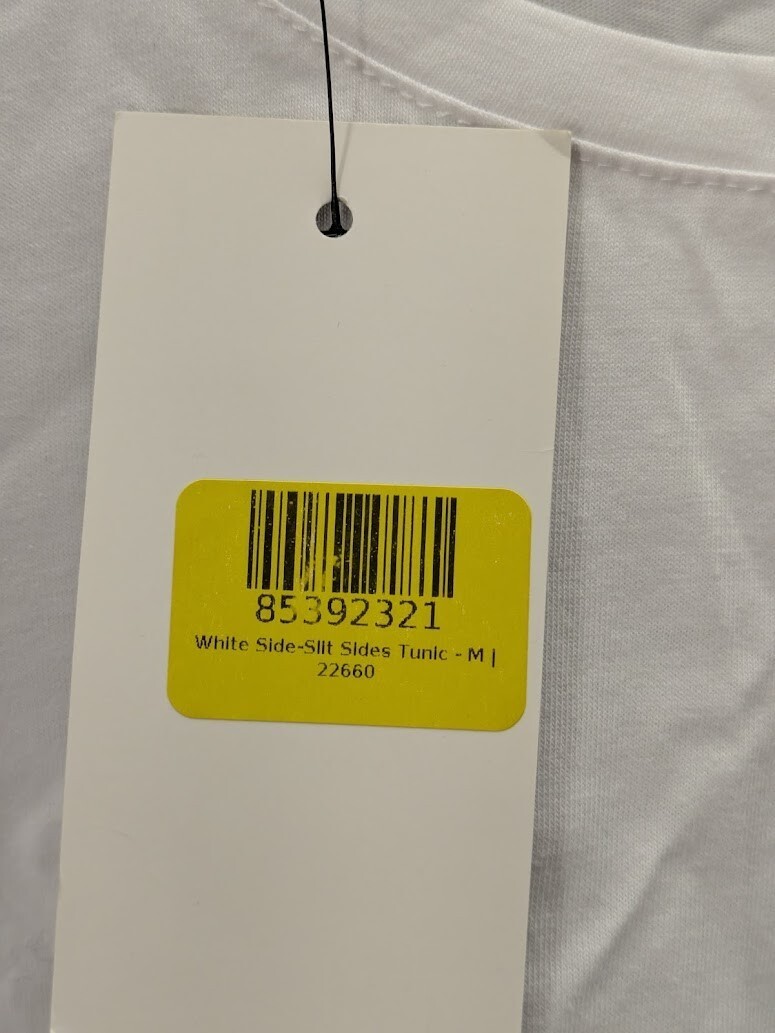 85392321
White Side-Slit Sides Tunic - M |
22660